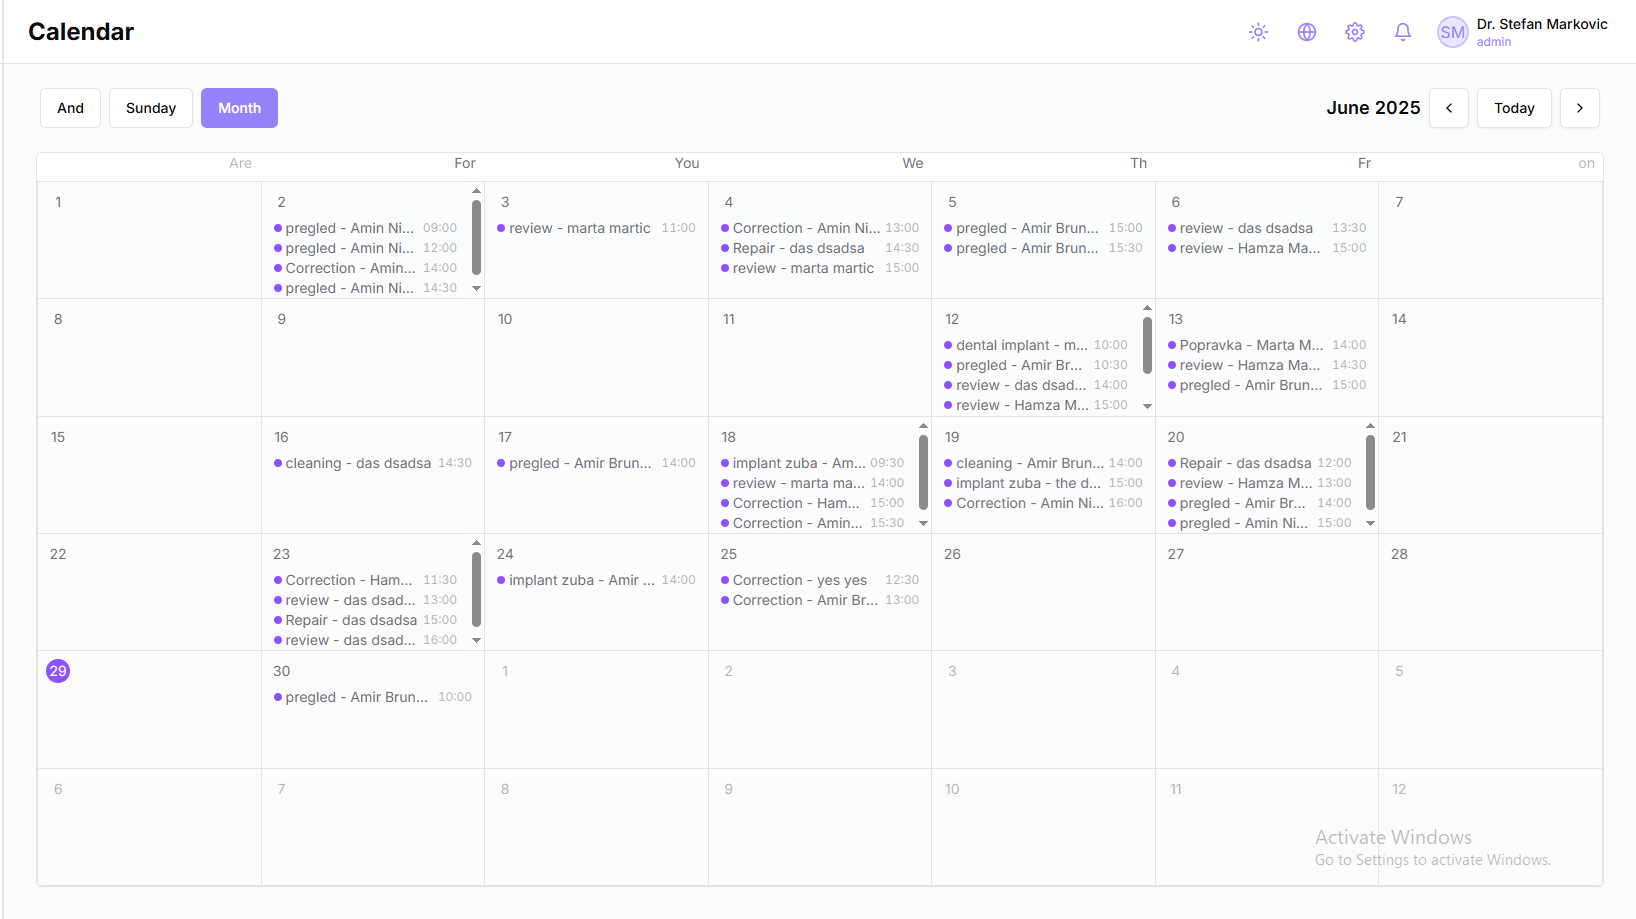 Calendar
SM
Dr. Stefan Markovic
admin
And Sunday Month
June 2025 Today
Are For You We Th Fr on
1
2
pregled - Amin Ni... 09:00
pregled - Amin Ni... 12:00
Correction - Amin... 14:00
pregled - Amin Ni... 14:30
3
review - marta martic 11:00
4
Correction - Amin Ni... 13:00
Repair - das dsadsa 14:30
review - marta martic 15:00
5
pregled - Amir Brun... 15:00
pregled - Amir Brun... 15:30
6
review - das dsadsa 13:30
review - Hamza Ma... 15:00
7
8
9
10
11
12
dental implant - m... 10:00
pregled - Amir Br... 10:30
review - das dsad... 14:00
review - Hamza M... 15:00
13
Popravka - Marta M... 14:00
review - Hamza Ma... 14:30
pregled - Amir Brun... 15:00
14
15
16
cleaning - das dsadsa 14:30
17
pregled - Amir Brun... 14:00
18
implant zuba - Am... 09:30
review - marta ma... 14:00
Correction - Ham... 15:00
Correction - Amin... 15:30
19
cleaning - Amir Brun... 14:00
implant zuba - the d... 15:00
Correction - Amin Ni... 16:00
20
Repair - das dsadsa 12:00
review - Hamza M... 13:00
pregled - Amir Br... 14:00
pregled - Amin Ni... 15:00
21
22
23
Correction - Ham... 11:30
review - das dsad... 13:00
Repair - das dsadsa 15:00
review - das dsad... 16:00
24
implant zuba - Amir ... 14:00
25
Correction - yes yes 12:30
Correction - Amir Br... 13:00
26
27
28
29
30
pregled - Amir Brun... 10:00
1
2
3
4
5
6
7
8
9
10
11
12
Activate Windows
Go to Settings to activate Windows.